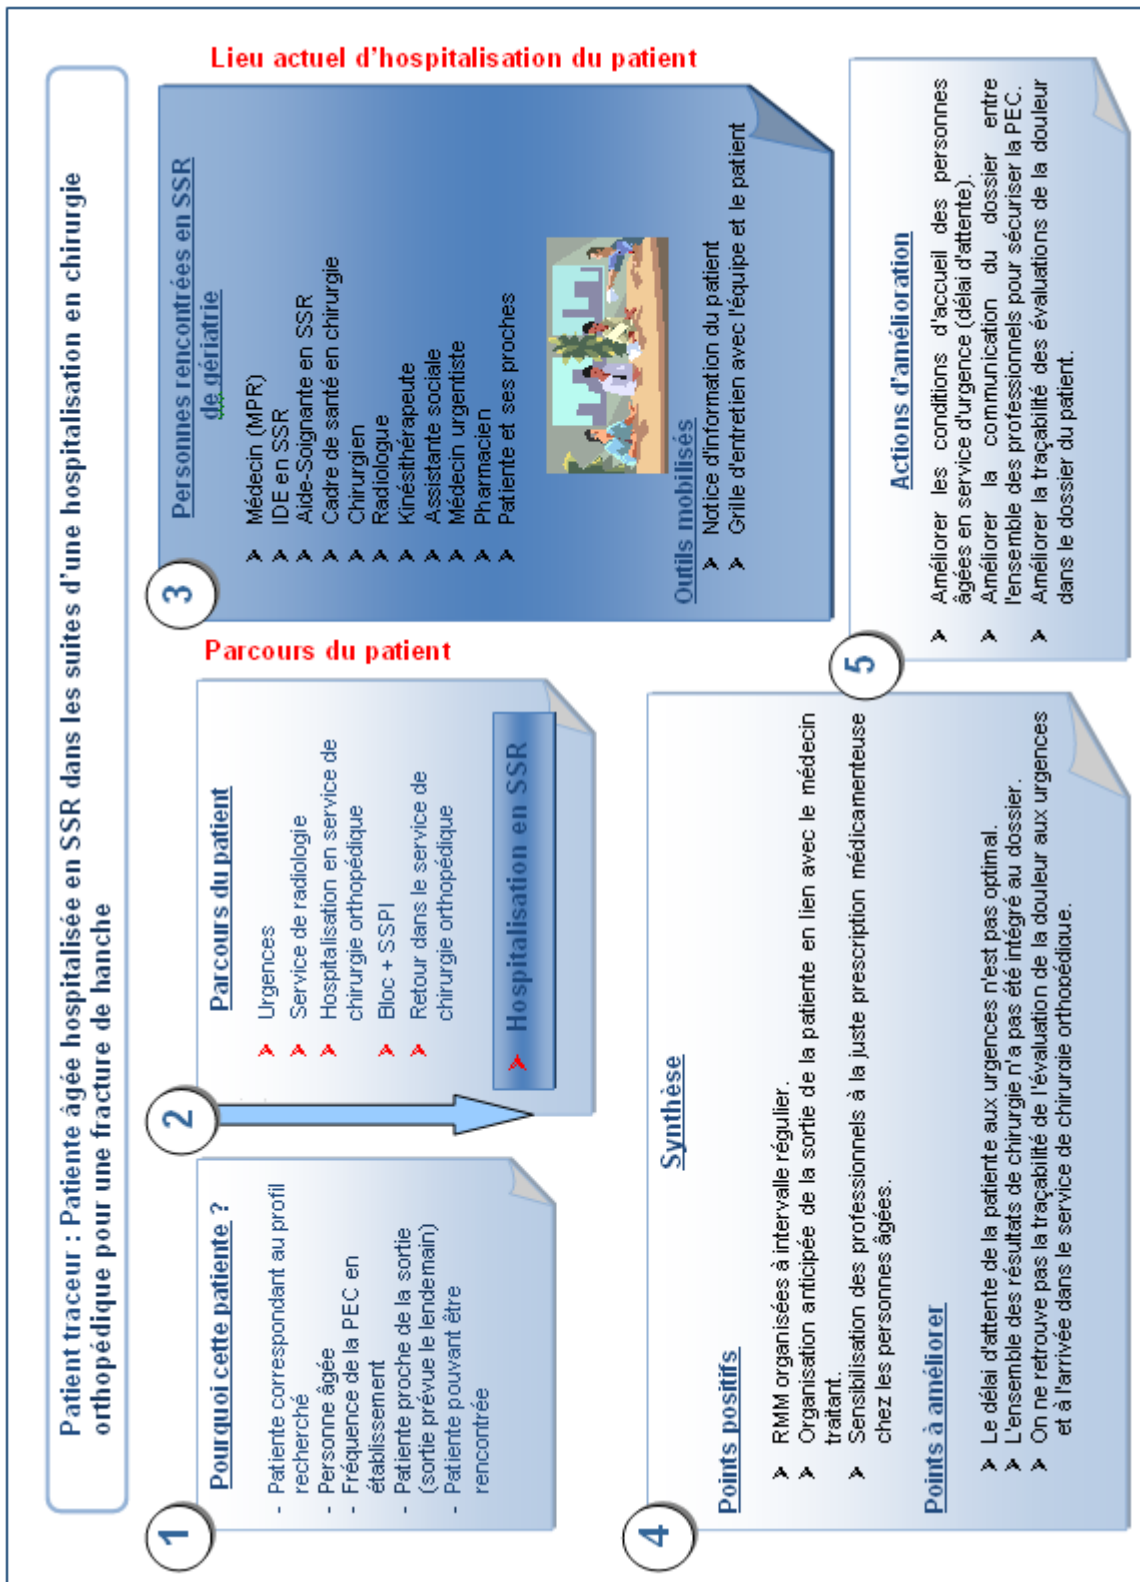 Patient traceur : Patiente âgée hospitalisée en SSR dans les suites d'une hospitalisation en chirurgie
orthopédique pour une fracture de hanche
1
Pourquoi cette patiente ?
- Patiente correspondant au profil
recherché
- Personne âgée
- Fréquence de la PEC en
établissement
- Patiente proche de la sortie
(sortie prévue le lendemain)
- Patiente pouvant être
rencontrée
2
Parcours du patient
➤ Urgences
➤ Service de radiologie
➤ Hospitalisation en service de
chirurgie orthopédique
➤ Bloc + SSPI
➤ Retour dans le service de
chirurgie orthopédique
➤ Hospitalisation en SSR
Parcours du patient
3
Personnes rencontrées en SSR
de gériatrie
➤ Médecin (MPR)
➤ IDE en SSR
➤ Aide-Soignante en SSR
➤ Cadre de santé en chirurgie
➤ Chirurgien
➤ Radiologue
➤ Kinésithérapeute
➤ Assistante sociale
➤ Médecin urgentiste
➤ Pharmacien
➤ Patiente et ses proches
Outils mobilisés
➤ Notice d'information du patient
➤ Grille d'entretien avec l'équipe et le patient
Lieu actuel d'hospitalisation du patient
4
Synthèse
Points positifs
➤ RMM organisées à intervalle régulier.
➤ Organisation anticipée de la sortie de la patiente en lien avec le médecin
traitant.
➤ Sensibilisation des professionnels à la juste prescription médicamenteuse
chez les personnes âgées.
Points à améliorer
➤ Le délai d'attente de la patiente aux urgences n'est pas optimal.
➤ L'ensemble des résultats de chirurgie n'a pas été intégré au dossier.
➤ On ne retrouve pas la traçabilité de l'évaluation de la douleur aux urgences
et à l'arrivée dans le service de chirurgie orthopédique.
5
Actions d'amélioration
➤ Améliorer les conditions d'accueil des personnes
âgées en service d'urgence (délai d'attente).
➤ Améliorer la communication du dossier entre
l'ensemble des professionnels pour sécuriser la PEC.
➤ Améliorer la traçabilité des évaluations de la douleur
dans le dossier du patient.